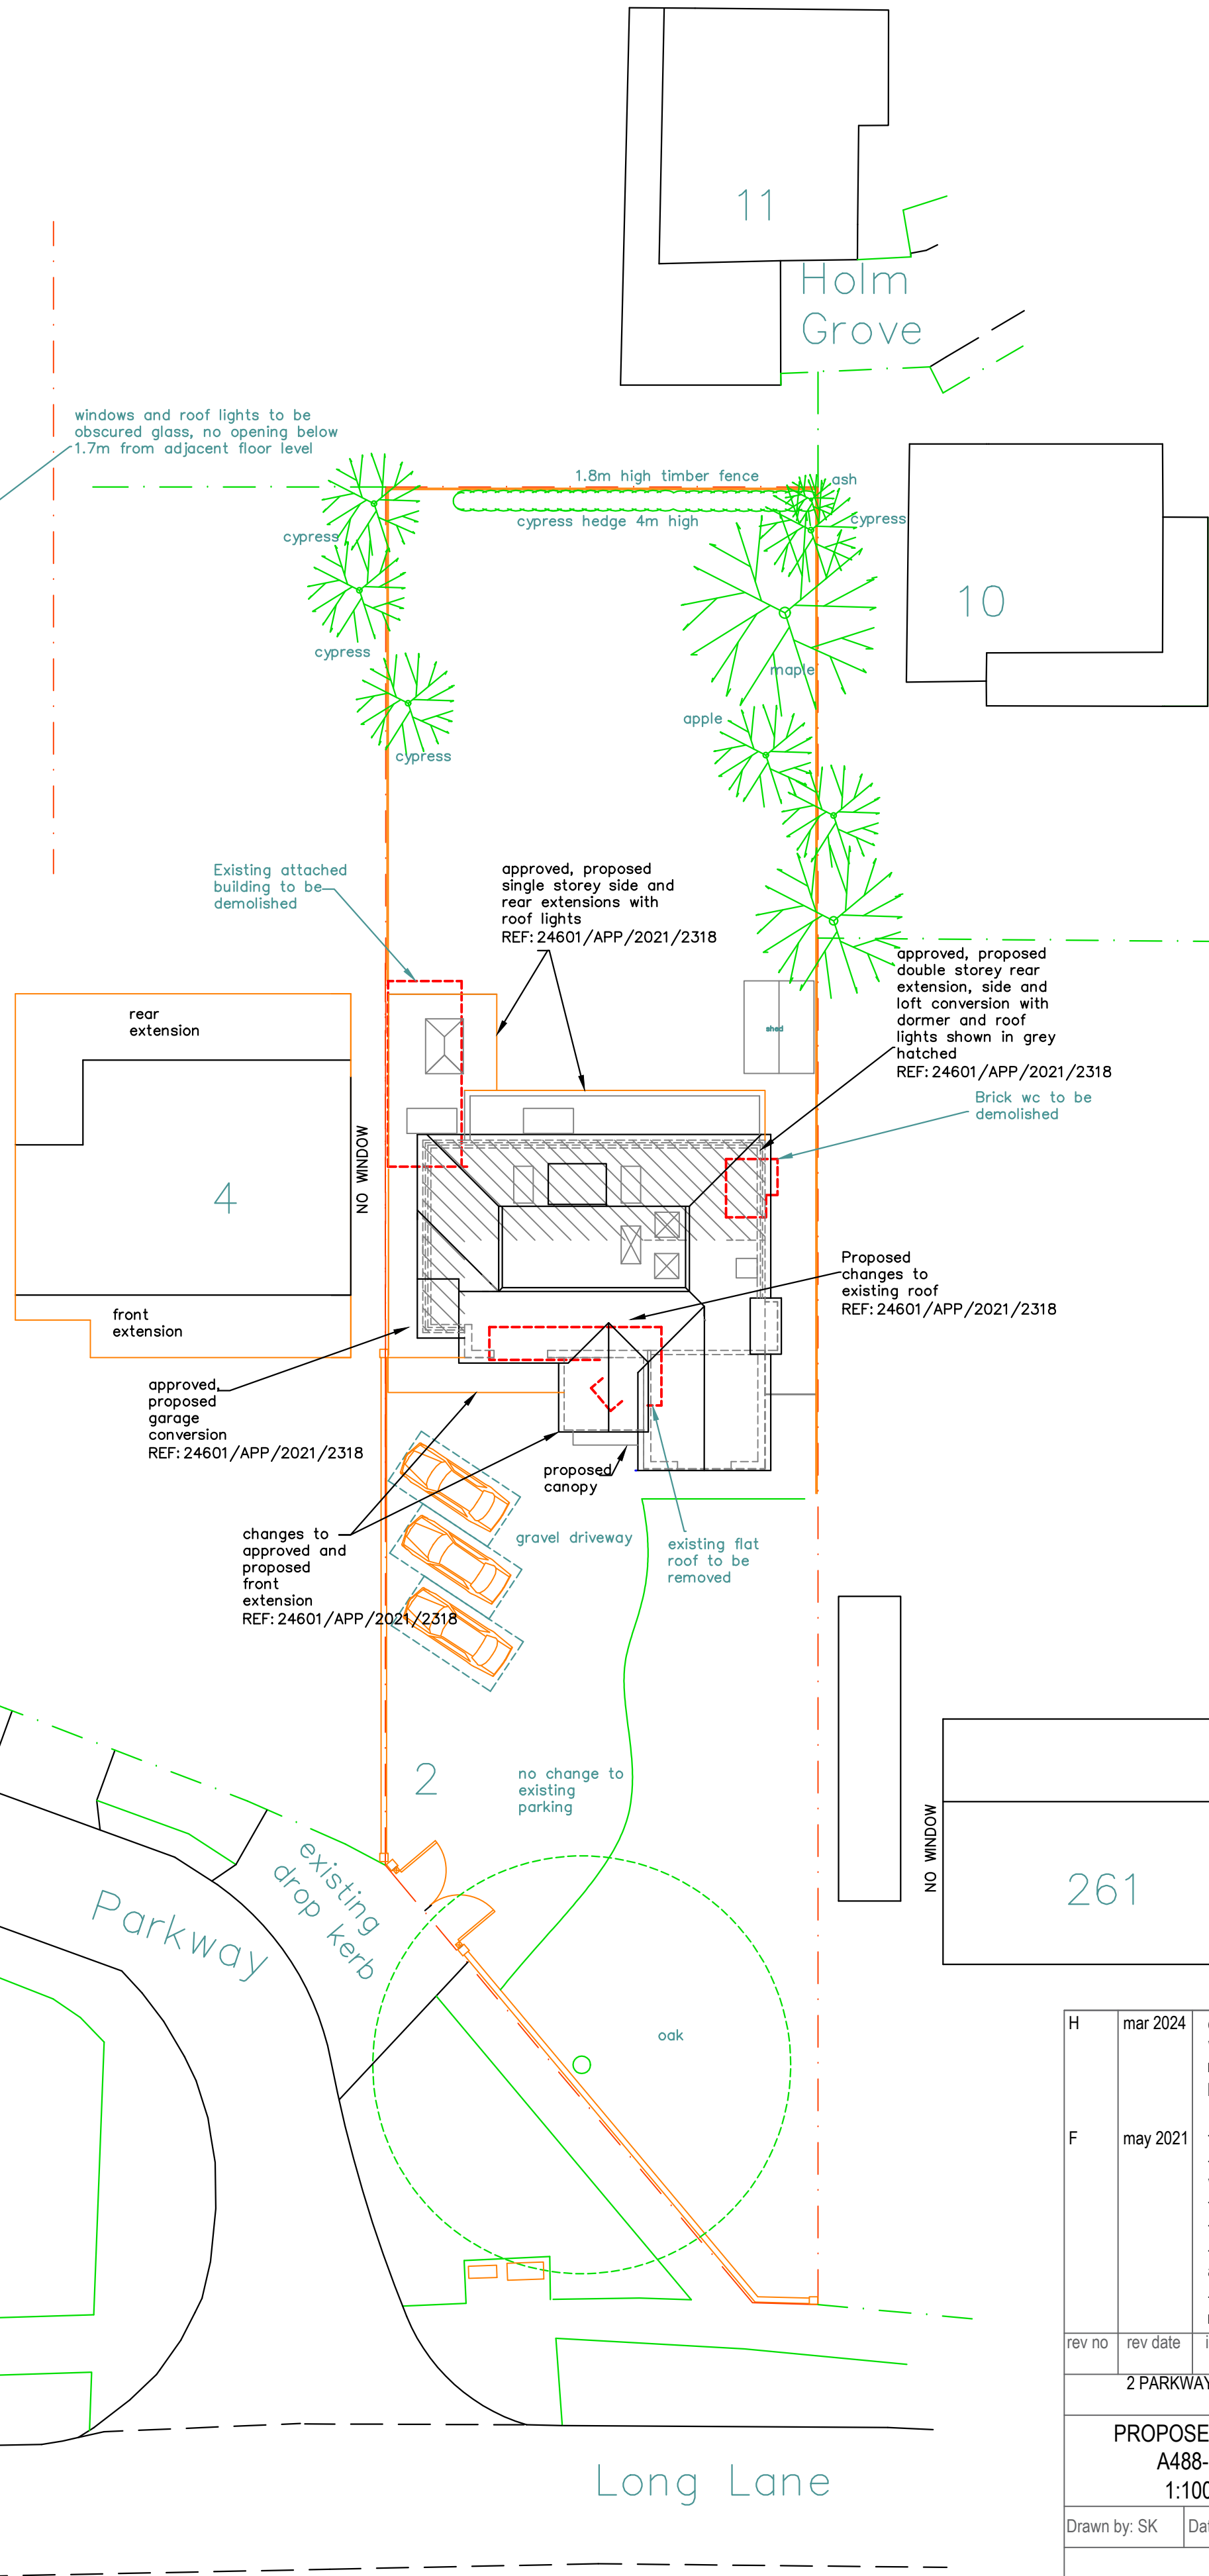 11
Holm
Grove
windows and roof lights to be
obscured glass, no opening below
1.7m from adjacent floor level
1.8m high timber fence
ash
cypress hedge 4m high
cypress
cypress
10
cypress
maple
apple
cypress
Existing attached
building to be
demolished
approved, proposed
single storey side and
rear extensions with
roof lights
REF: 24601/APP/2021/2318
approved, proposed
double storey rear
extension, side and
loft conversion with
dormer and roof
lights shown in grey
hatched
REF: 24601/APP/2021/2318
shed
rear
extension
Brick wc to be
demolished
NO WINDOW
4
Proposed
changes to
existing roof
REF: 24601/APP/2021/2318
front
extension
approved,
proposed
garage
conversion
REF: 24601/APP/2021/2318
proposed
canopy
changes to
approved and
proposed
front
extension
REF: 24601/APP/2021/2318
gravel driveway
existing flat
roof to be
removed
2
no change to
existing
parking
NO WINDOW
261
existing
drop kerb
Parkway
oak
H mar 2024
F may 2021
rev no rev date
2 PARKWAY
PROPOSE
A488-
1:100
Drawn by: SK Dat
Long Lane